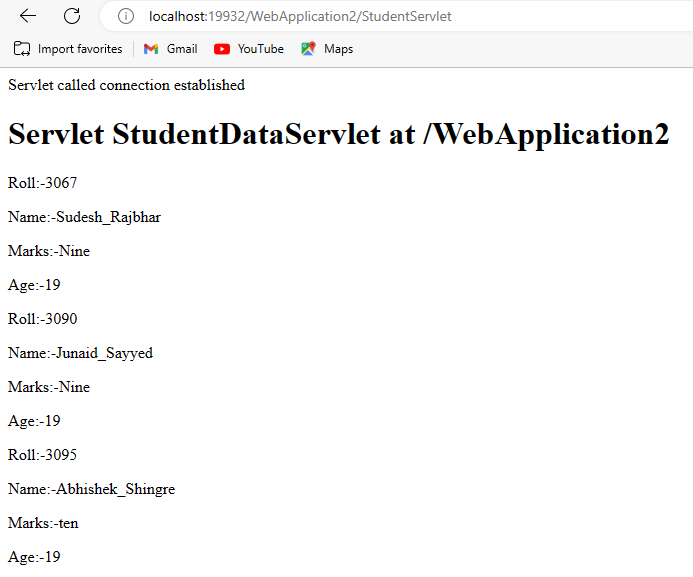 localhost:19932/WebApplication2/StudentServlet
Import favorites Gmail YouTube Maps
Servlet called connection established
Servlet StudentDataServlet at /WebApplication2
Roll:-3067
Name:-Sudesh_Rajbhar
Marks:-Nine
Age:-19
Roll:-3090
Name:-Junaid_Sayyed
Marks:-Nine
Age:-19
Roll:-3095
Name:-Abhishek_Shingre
Marks:-ten
Age:-19